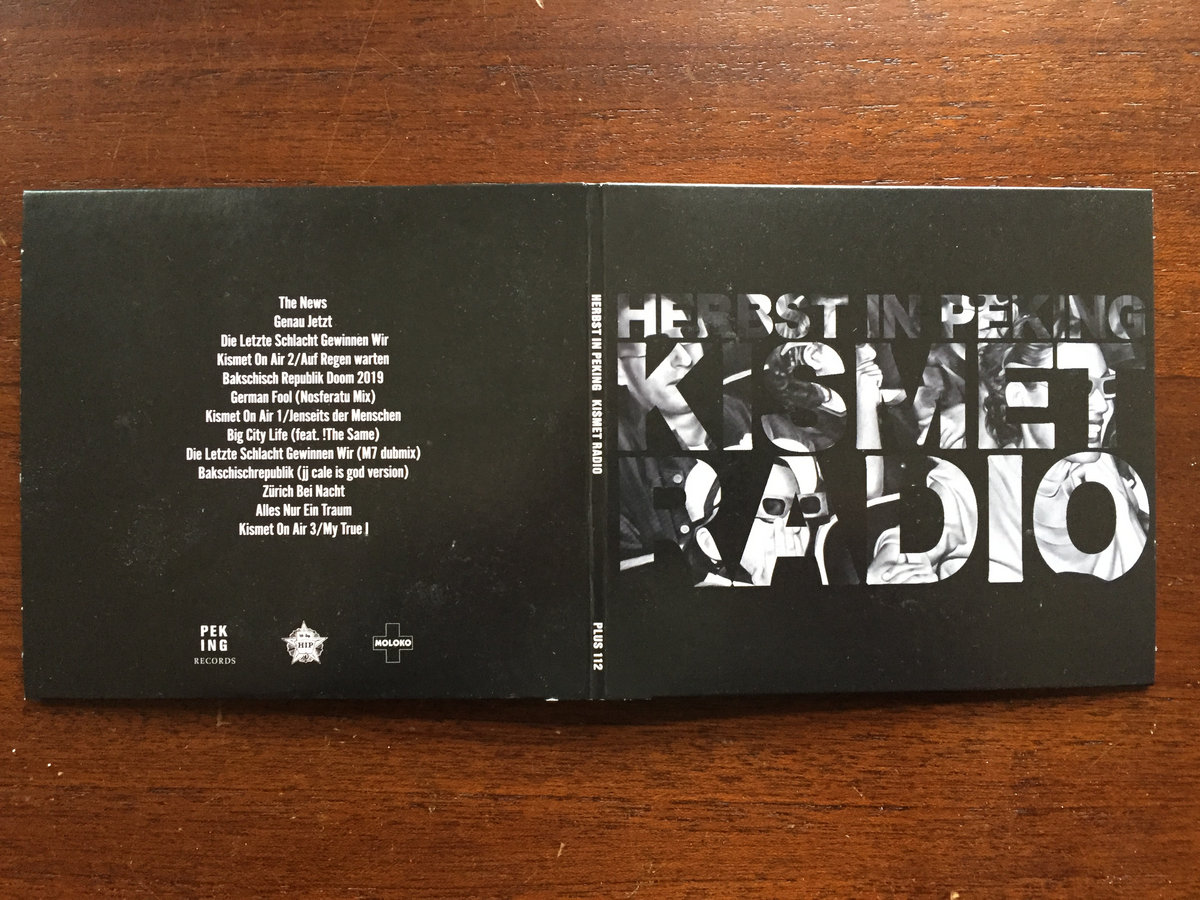 The News
Genau Jetzt
Die Letzte Schlacht Gewinnen Wir
Kismet On Air 2/Auf Regen warten
Bakschisch Republik Doom 2019
German Fool (Nosferatu Mix)
Kismet On Air 1/Jenseits der Menschen
Big City Life (feat. !The Same)
Die Letzte Schlacht Gewinnen Wir (M7 dubmix)
Bakschischrepublik (jj cale is god version)
Zürich Bei Nacht
Alles Nur Ein Traum
Kismet On Air 3/My True I
PEK
ING
RECORDS
HIP
MOLOKO
HERBST IN PEKING KISMET RADIO
PLUS 112
HERBST IN PEKING
KISMET
RADIO